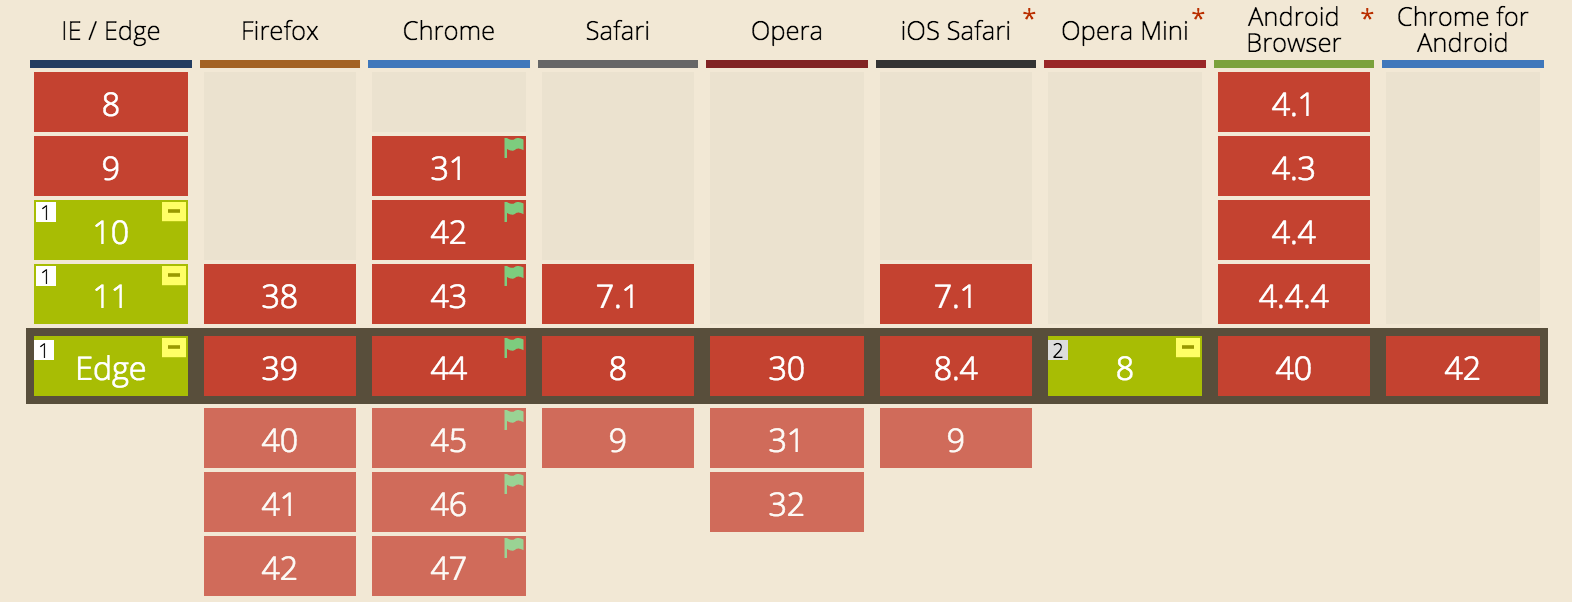 IE / Edge Firefox Chrome Safari Opera iOS Safari * Opera Mini * Android Browser * Chrome for Android
8 4.1
9 31 4.3
1 10 42 4.4
1 11 38 43 7.1 7.1 4.4.4
1 Edge 39 44 8 30 8.4 2 8 40 42
40 45 9 31 9
41 46 32
42 47